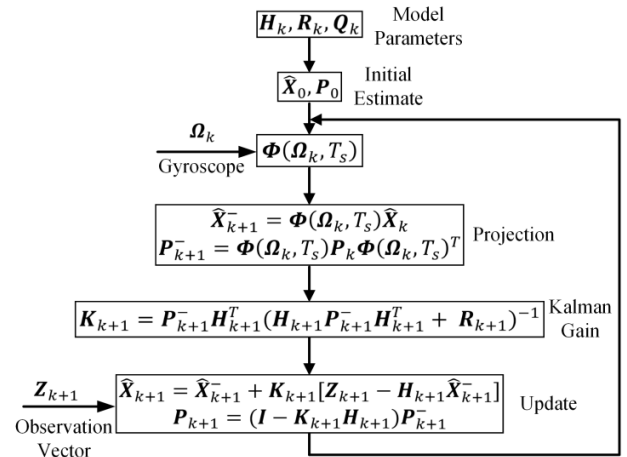 H_k, R_k, Q_k
Model
Parameters
X̂_0, P_0
Initial
Estimate
Ω_k
Gyroscope
Φ(Ω_k, T_s)
X̂⁻_{k+1} = Φ(Ω_k, T_s)X̂_k
P⁻_{k+1} = Φ(Ω_k, T_s)P_kΦ(Ω_k, T_s)^T
Projection
K_{k+1} = P⁻_{k+1}H^T_{k+1}(H_{k+1}P⁻_{k+1}H^T_{k+1} + R_{k+1})^{-1}
Kalman
Gain
Z_{k+1}
Observation
Vector
X̂_{k+1} = X̂⁻_{k+1} + K_{k+1}[Z_{k+1} − H_{k+1}X̂⁻_{k+1}]
P_{k+1} = (I − K_{k+1}H_{k+1})P⁻_{k+1}
Update